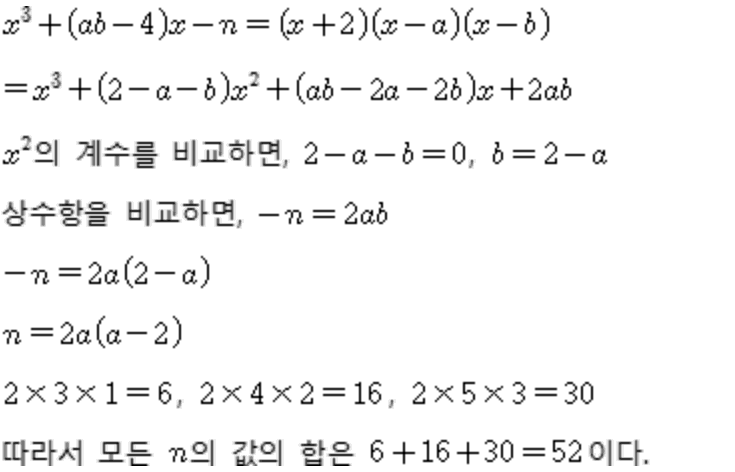 x³+(ab−4)x−n=(x+2)(x−a)(x−b)
=x³+(2−a−b)x²+(ab−2a−2b)x+2ab
x²의 계수를 비교하면, 2−a−b=0, b=2−a
상수항을 비교하면, −n=2ab
−n=2a(2−a)
n=2a(a−2)
2×3×1=6, 2×4×2=16, 2×5×3=30
따라서 모든 n의 값의 합은 6+16+30=52이다.